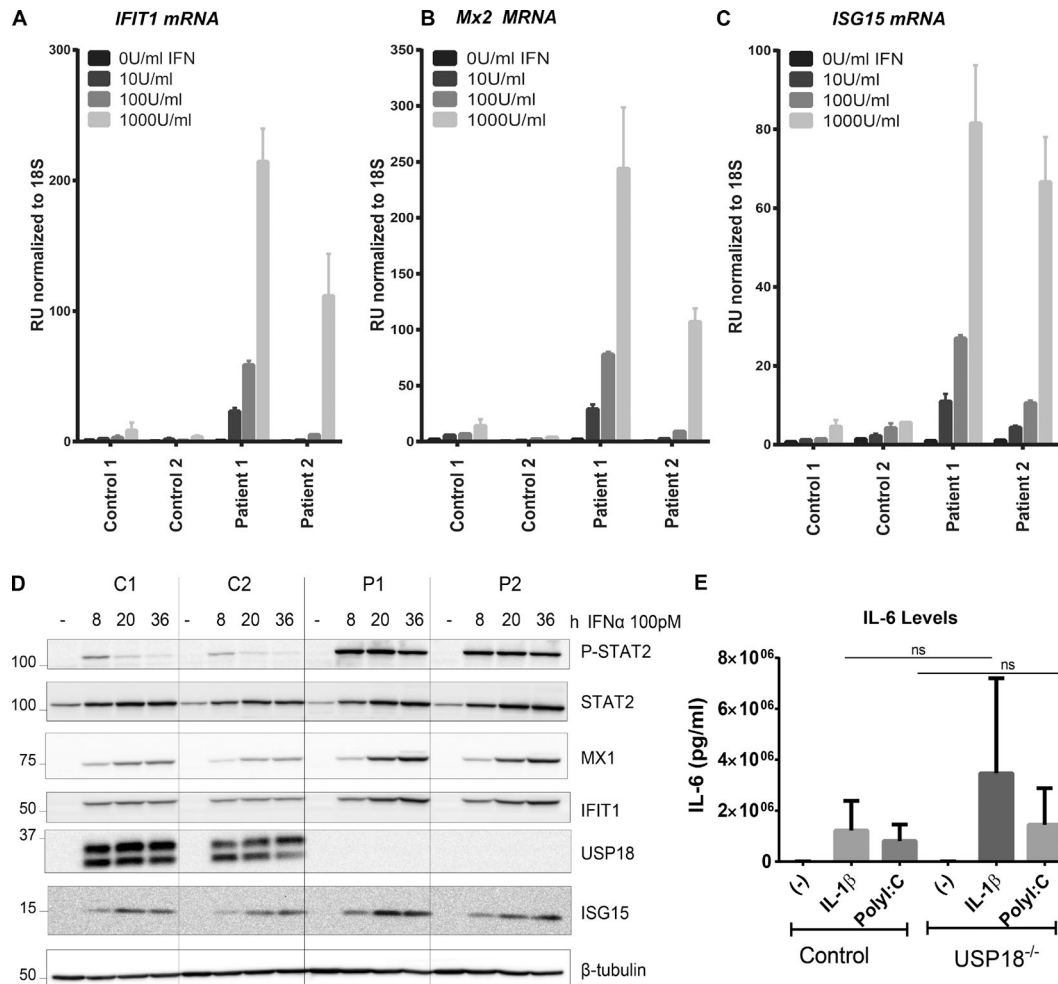 A
IFIT1 mRNA
RU normalized to 18S
300
200
100
0
0U/ml IFN
10U/ml
100U/ml
1000U/ml
Control 1
Control 2
Patient 1
Patient 2
B
Mx2 MRNA
RU normalized to 18S
350
300
250
200
150
100
50
0
0U/ml IFN
10U/ml
100U/ml
1000U/ml
Control 1
Control 2
Patient 1
Patient 2
C
ISG15 mRNA
RU normalized to 18S
100
80
60
40
20
0
0U/ml IFN
10U/ml
100U/ml
1000U/ml
Control 1
Control 2
Patient 1
Patient 2
D
C1 C2 P1 P2
- 8 20 36 - 8 20 36 - 8 20 36 - 8 20 36 h IFNα 100pM
100 P-STAT2
100 STAT2
75 MX1
50 IFIT1
37 USP18
15 ISG15
50 β-tubulin
E
IL-6 Levels
IL-6 (pg/ml)
8×10⁰⁶
6×10⁰⁶
4×10⁰⁶
2×10⁰⁶
0
ns
ns
(-) IL-1β PolyI:C (-) IL-1β PolyI:C
Control USP18-/-